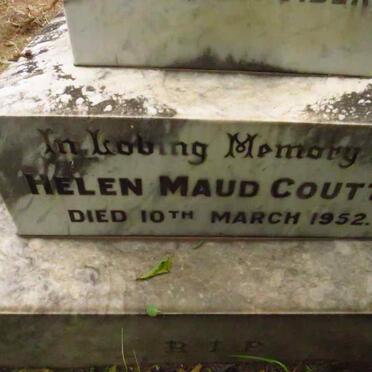 In Loving Memory
HELEN MAUD COUTT
DIED 10TH MARCH 1952.
R I P